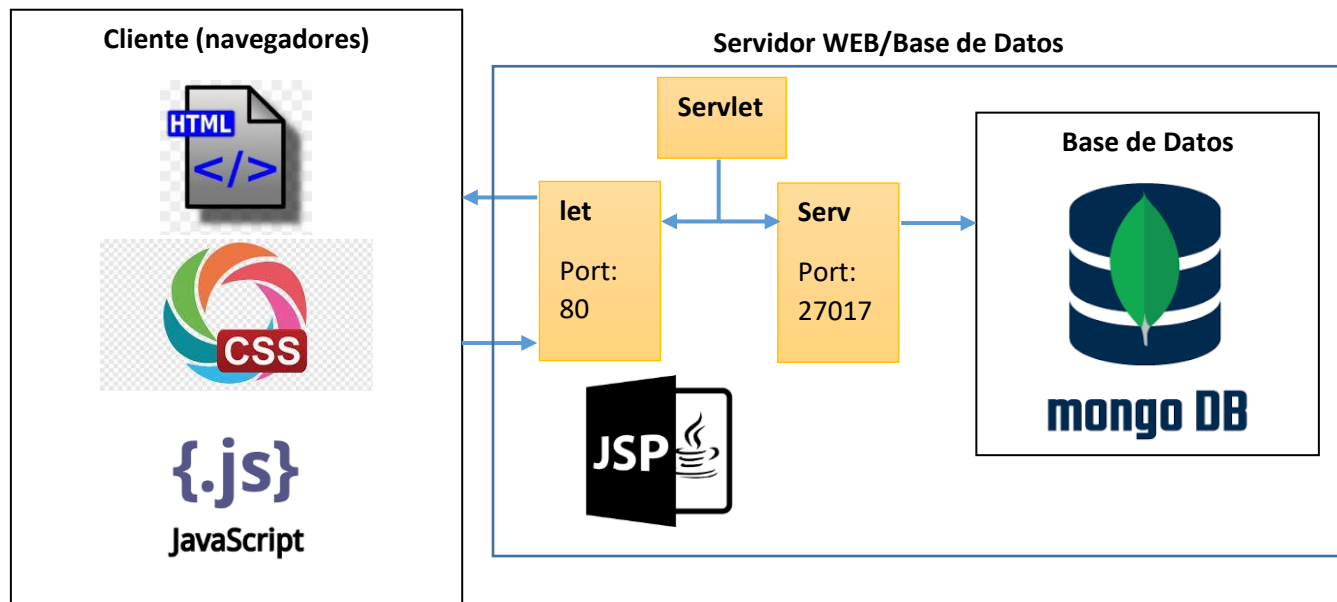 Cliente (navegadores)
HTML
</>
CSS
{.js}
JavaScript
Servidor WEB/Base de Datos
Servlet
let
Port:
80
Serv
Port:
27017
JSP
Base de Datos
mongo DB